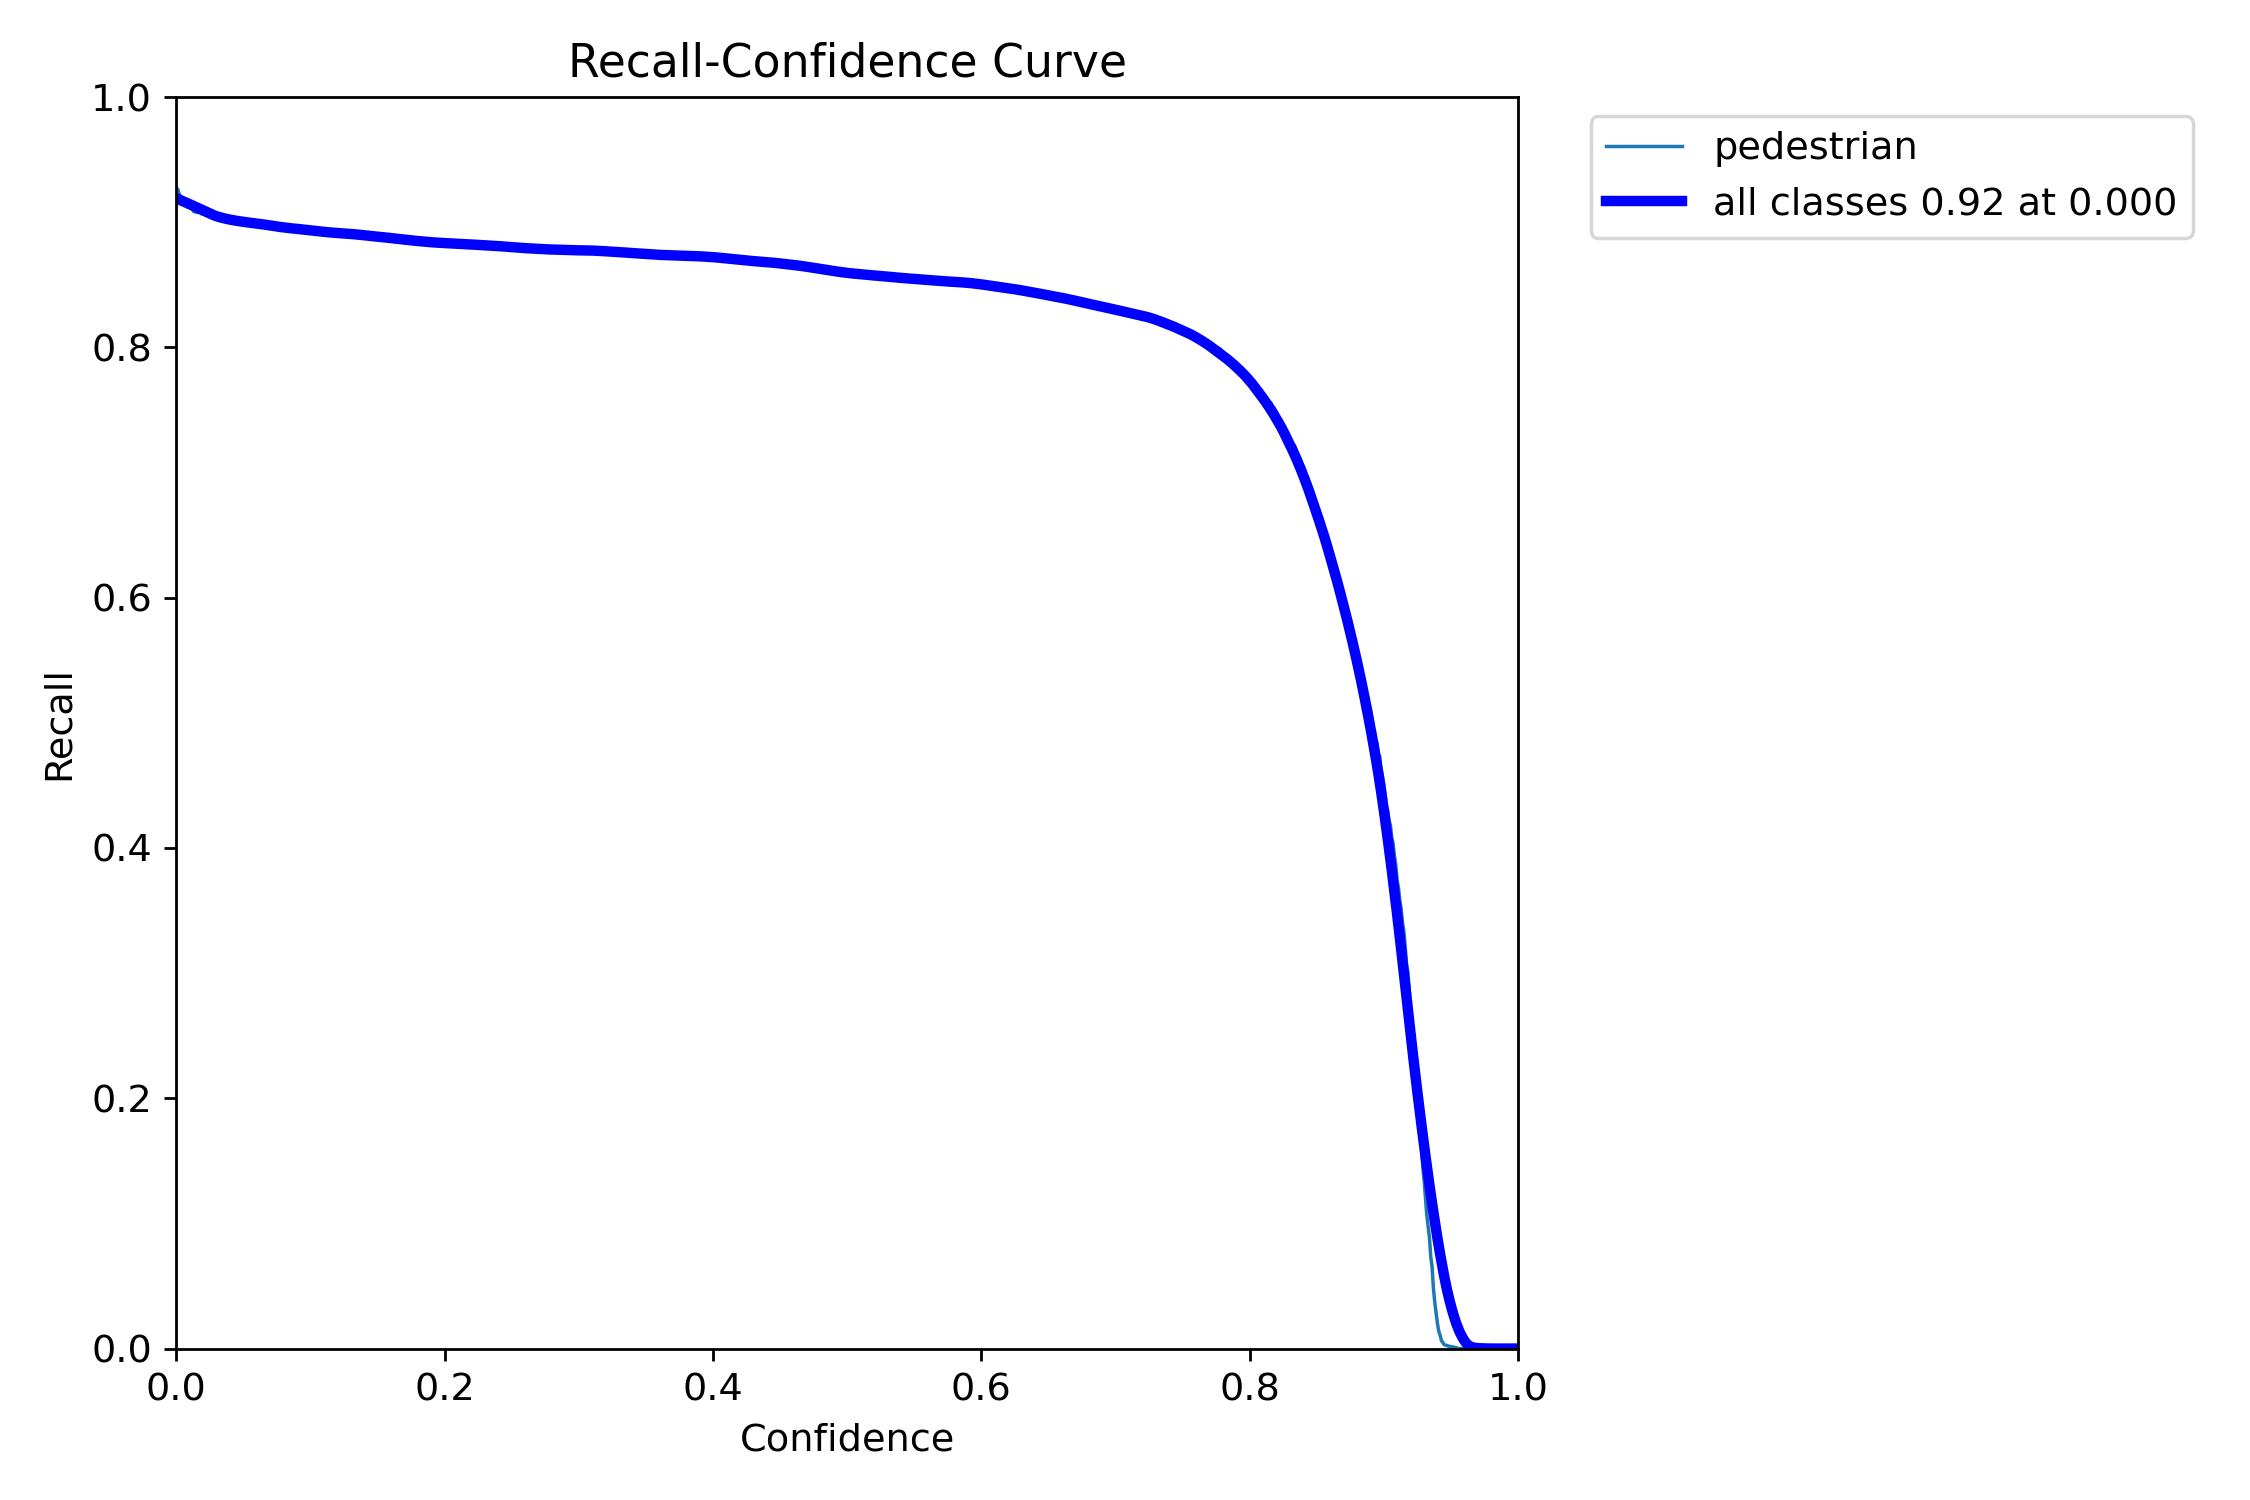 Recall-Confidence Curve
1.0
0.8
0.6
0.4
0.2
0.0
Recall
0.0 0.2 0.4 0.6 0.8 1.0
Confidence
pedestrian
all classes 0.92 at 0.000